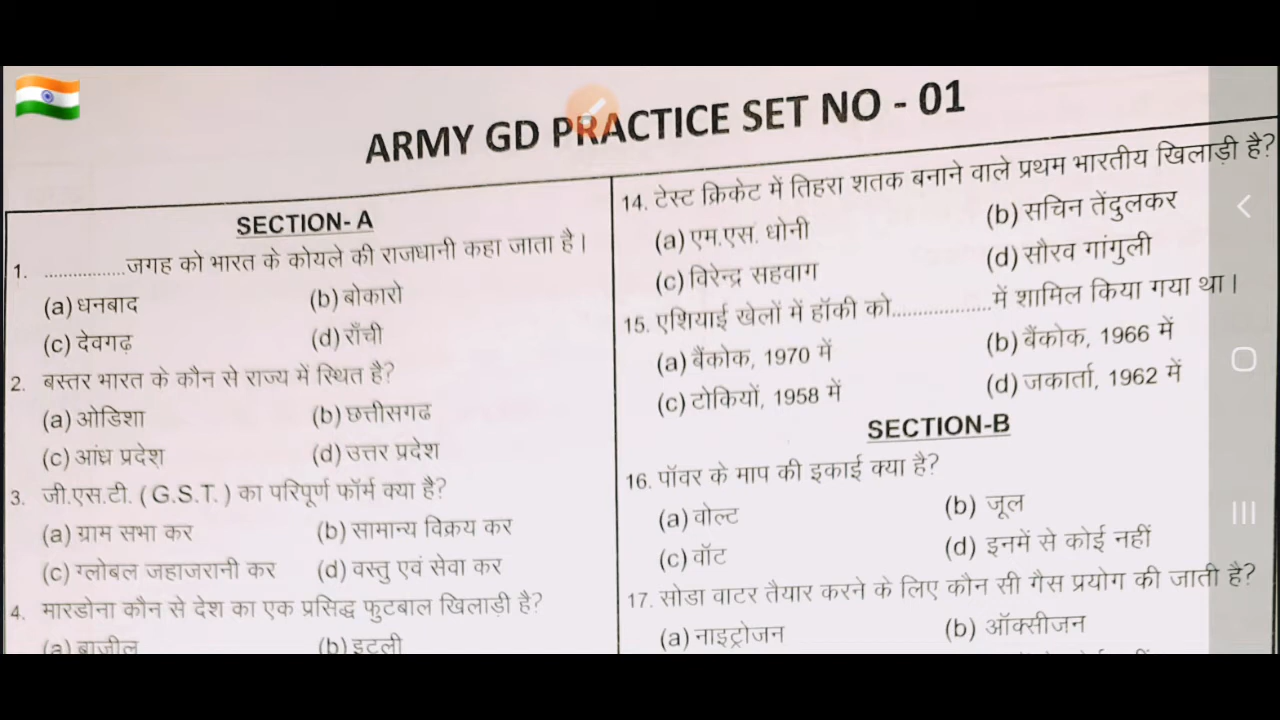 ARMY GD PRACTICE SET NO - 01
SECTION- A
1. ................जगह को भारत के कोयले की राजधानी कहा जाता है।
(a) धनबाद (b) बोकारो
(c) देवगढ़ (d) राँची
2. बस्तर भारत के कौन से राज्य में स्थित है?
(a) ओडिशा (b) छत्तीसगढ
(c) आंध्र प्रदेश् (d) उत्तर प्रदेश
3. जी.एस.टी. ( G.S.T. ) का परिपूर्ण फॉर्म क्या है?
(a) ग्राम सभा कर (b) सामान्य विक्रय कर
(c) ग्लोबल जहाजरानी कर (d) वस्तु एवं सेवा कर
4. मारडोना कौन से देश का एक प्रसिद्ध फुटबाल खिलाड़ी है?
(a) ब्राजील (b) इटली
14. टेस्ट क्रिकेट में तिहरा शतक बनाने वाले प्रथम भारतीय खिलाड़ी है?
(a) एम.एस. धोनी (b) सचिन तेंदुलकर
(c) विरेन्द्र सहवाग (d) सौरव गांगुली
15. एशियाई खेलों में हॉकी को...................में शामिल किया गया था।
(a) बैंकोक, 1970 में (b) बैंकोक, 1966 में
(c) टोकियों, 1958 में (d) जकार्ता, 1962 में
SECTION-B
16. पॉवर के माप की इकाई क्या है?
(a) वोल्ट (b) जूल
(c) वॉट (d) इनमें से कोई नहीं
17. सोडा वाटर तैयार करने के लिए कौन सी गैस प्रयोग की जाती है?
(a) नाइट्रोजन (b) ऑक्सीजन